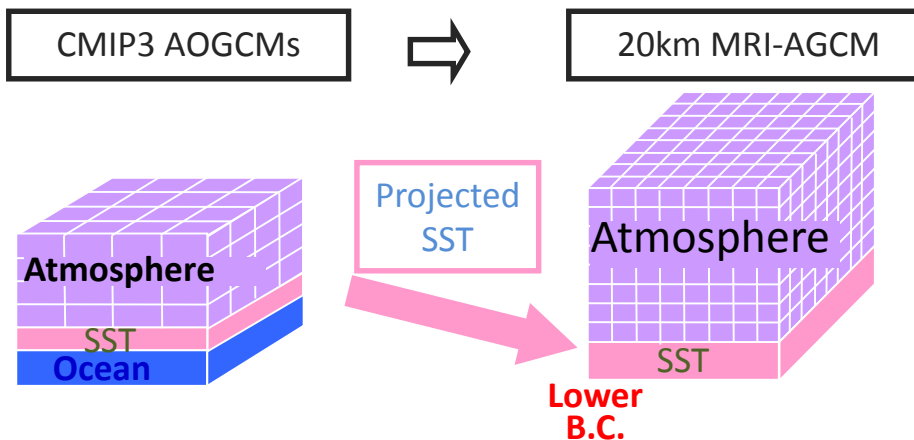 CMIP3 AOGCMs
20km MRI-AGCM
Projected
SST
Atmosphere
SST
Ocean
Atmosphere
SST
Lower
B.C.